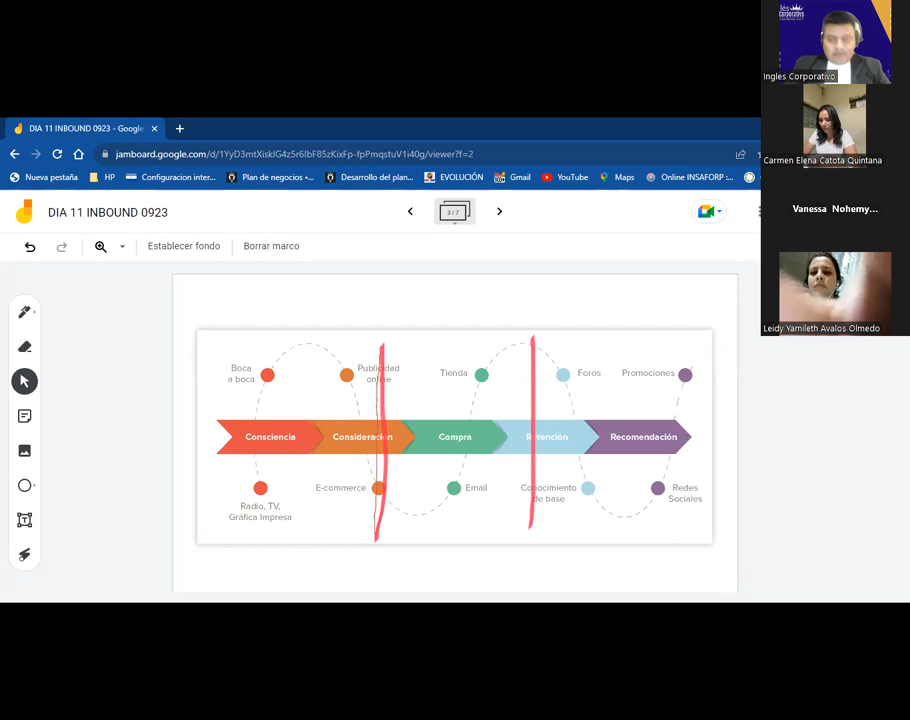 lés
Corporativo
Ingles Corporativo
Carmen Elena Catota Quintana
Vanessa Nohemy...
Leidy Yamileth Avalos Olmedo
DIA 11 INBOUND 0923 - Google
jamboard.google.com/d/1YyD3mtXisklG4z5r6lbF85zKixFp-fpPmqstuV1i40g/viewer?f=2
Nueva pestaña
HP
Configuracion inter...
Plan de negocios •...
Desarrollo del plan...
EVOLUCIÓN
Gmail
YouTube
Maps
Online INSAFORP :...
DIA 11 INBOUND 0923
3 / 7
Establecer fondo
Borrar marco
Boca
a boca
Publicidad
online
Tienda
Foros
Promociones
Consciencia
Consideración
Compra
Retención
Recomendación
Radio, TV,
Gráfica Impresa
E-commerce
Email
Conocimiento
de base
Redes
Sociales